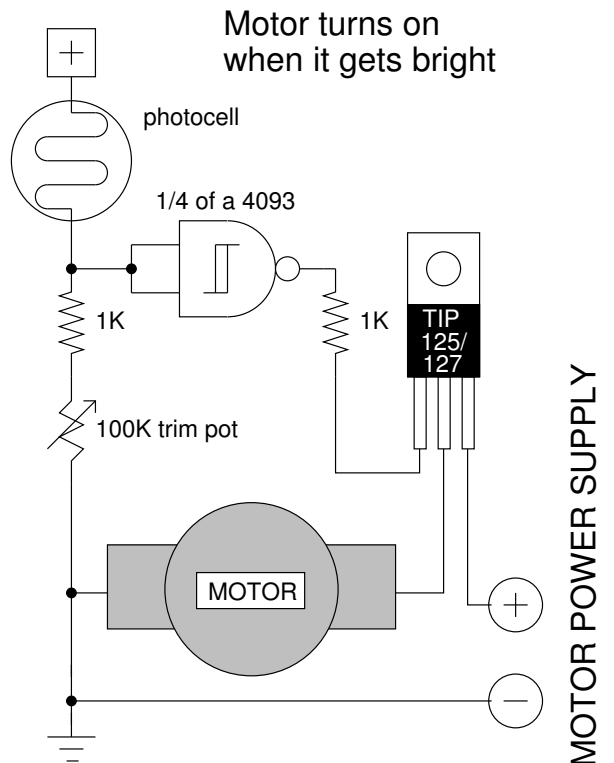 Motor turns on
when it gets bright
+
photocell
1/4 of a 4093
1K
1K
TIP
125/
127
100K trim pot
MOTOR
+
−
MOTOR POWER SUPPLY